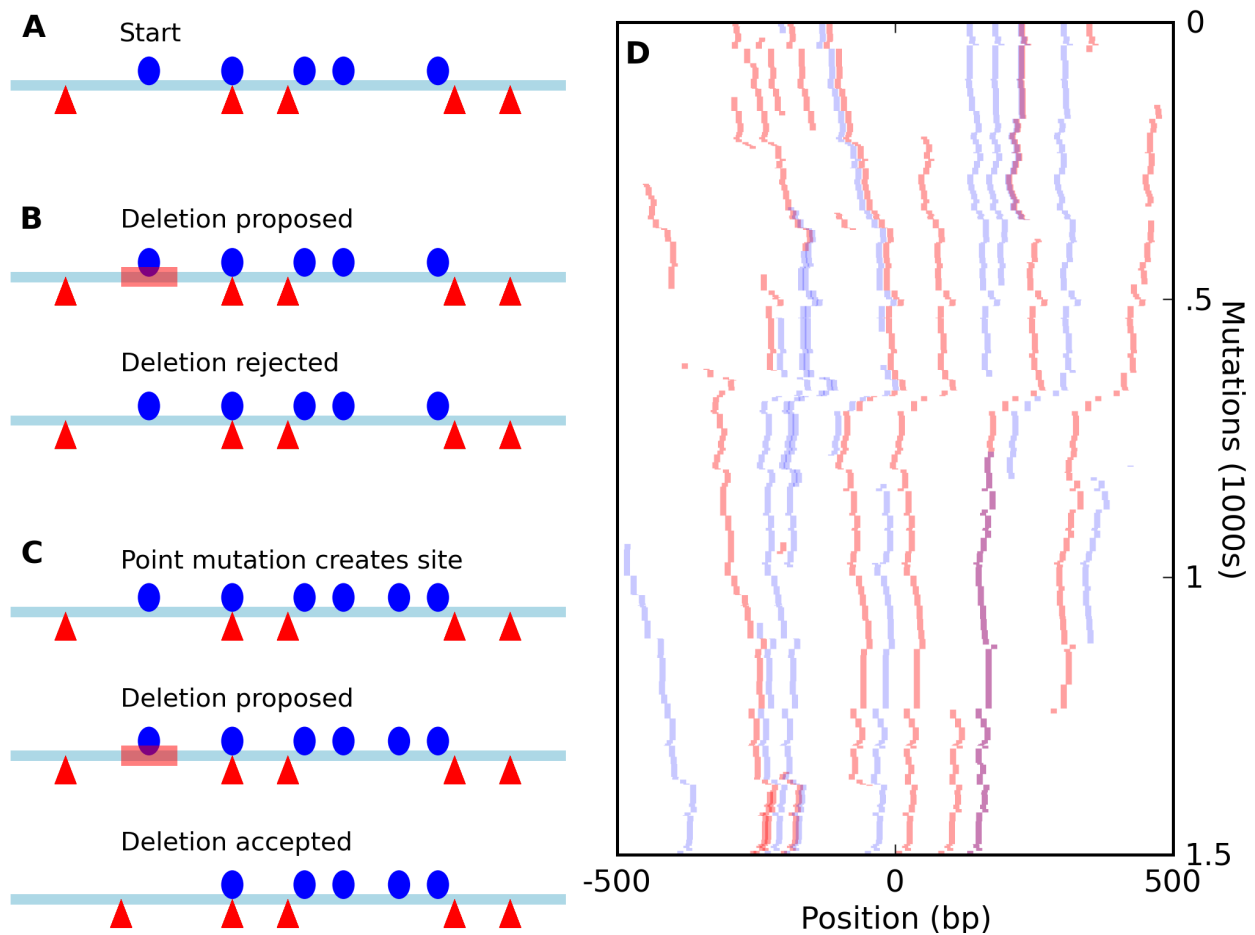 A
Start
B
Deletion proposed
Deletion rejected
C
Point mutation creates site
Deletion proposed
Deletion accepted
D
0
.5
1
1.5
Mutations (1000s)
-500
0
500
Position (bp)